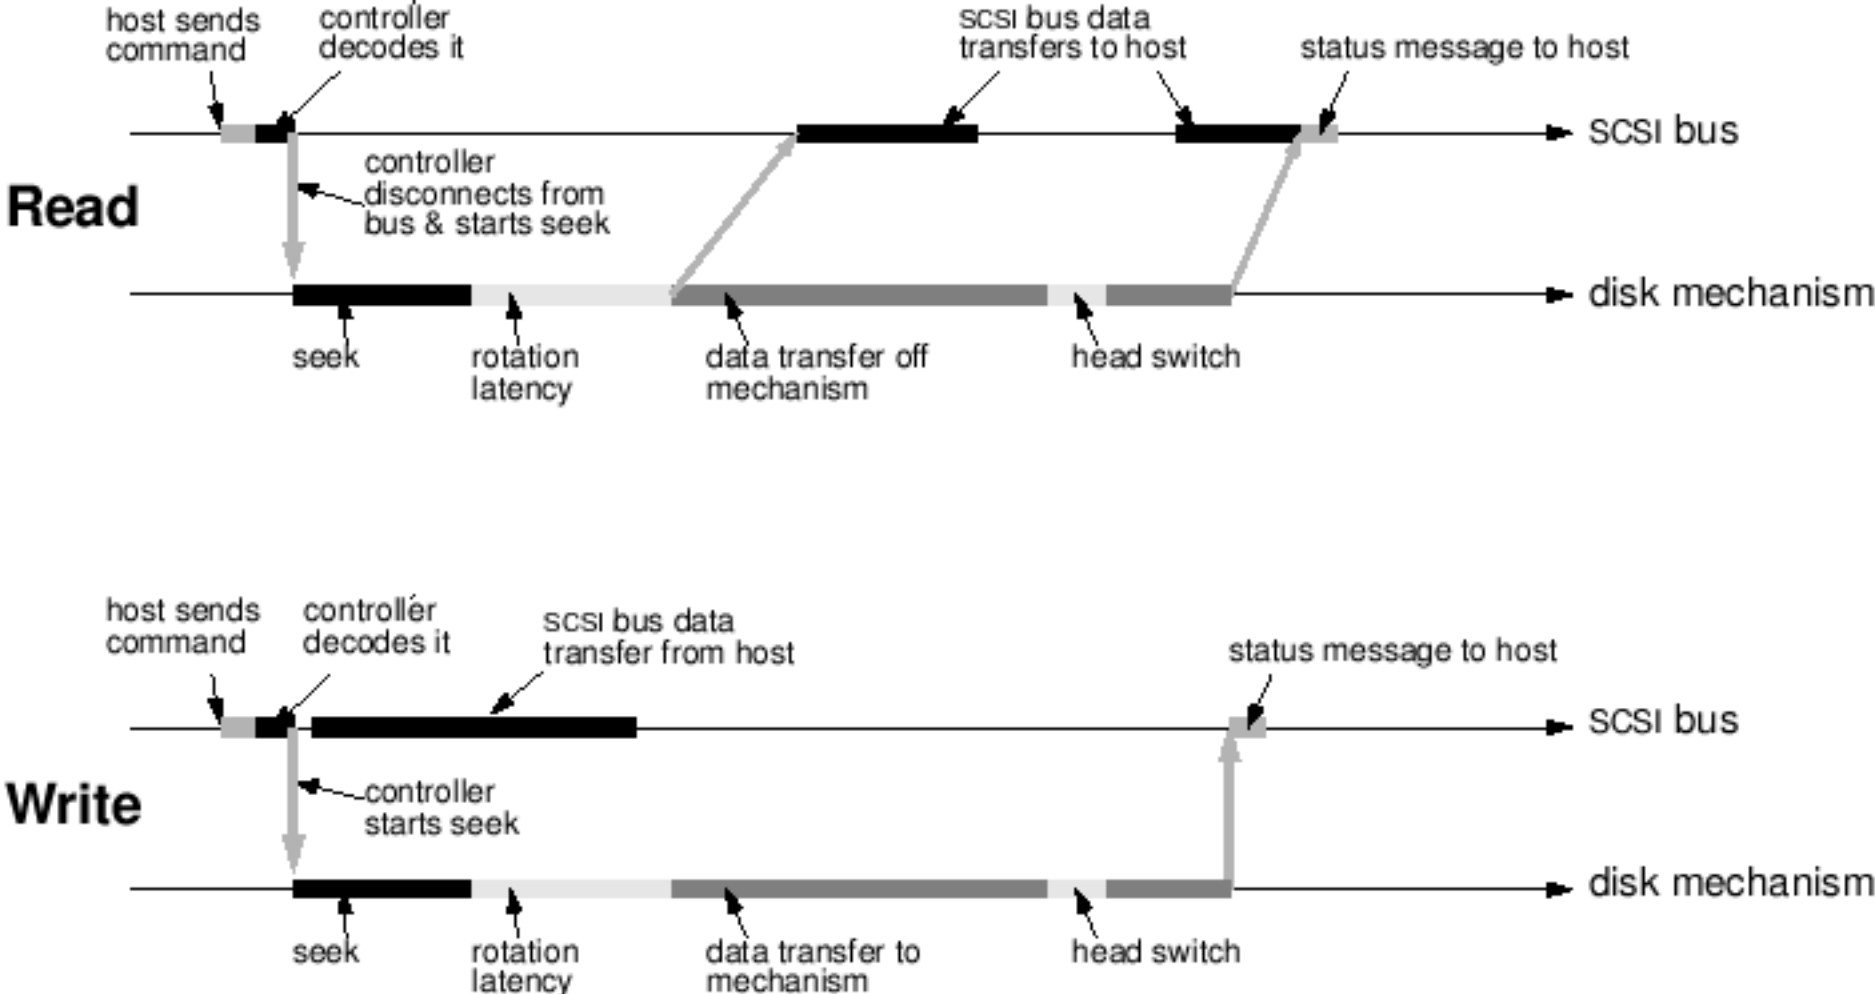 host sends
command
controller
decodes it
SCSI bus data
transfers to host
status message to host
SCSI bus
controller
disconnects from
bus & starts seek
Read
disk mechanism
seek
rotation
latency
data transfer off
mechanism
head switch
host sends
command
controller
decodes it
SCSI bus data
transfer from host
status message to host
SCSI bus
controller
starts seek
Write
disk mechanism
seek
rotation
latency
data transfer to
mechanism
head switch